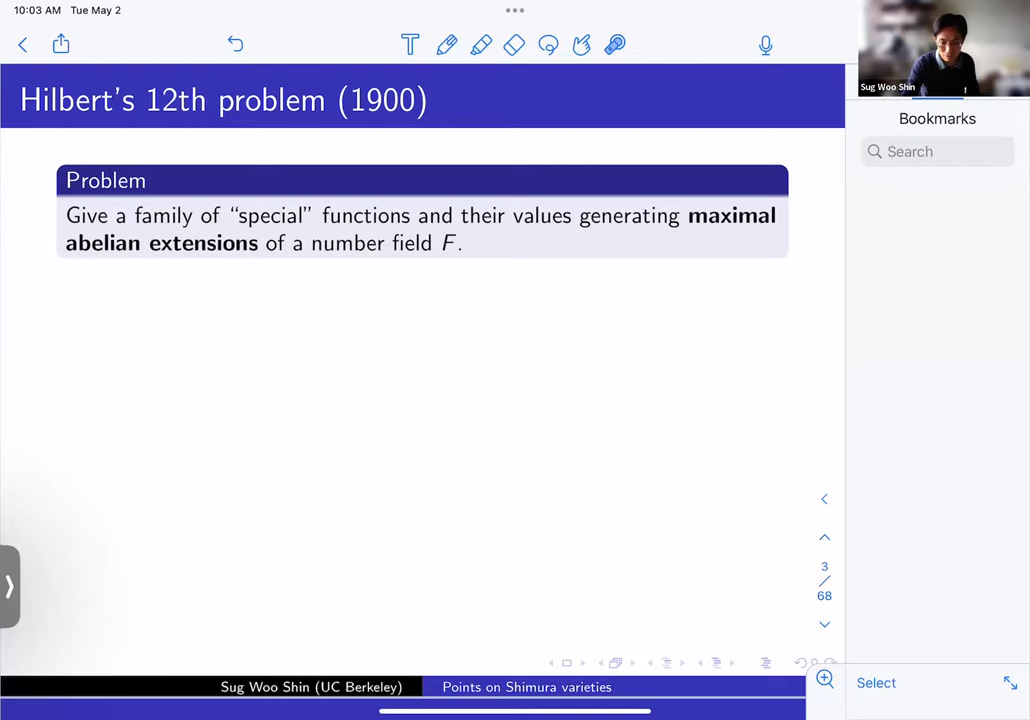 10:03 AM Tue May 2
Sug Woo Shin
Hilbert's 12th problem (1900)
Bookmarks
Search
Problem
Give a family of “special” functions and their values generating maximal
abelian extensions of a number field F.
3
/
68
Sug Woo Shin (UC Berkeley)
Points on Shimura varieties
Select